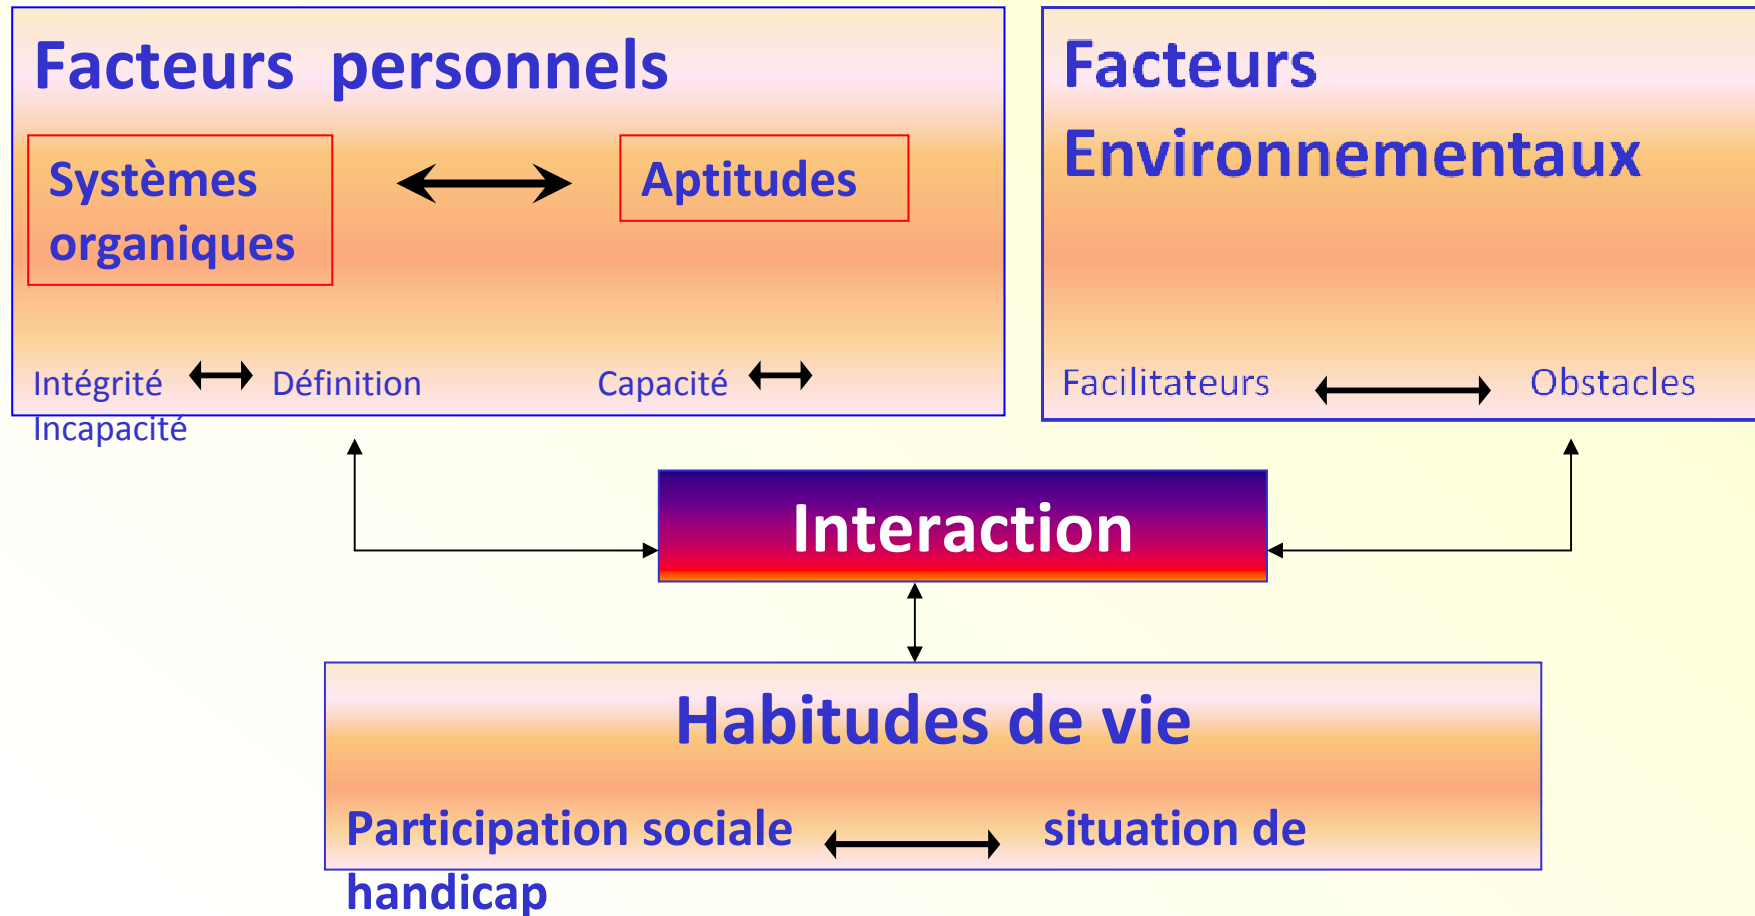 Facteurs personnels
Systèmes
organiques
Aptitudes
Intégrité Définition Capacité
Incapacité
Facteurs
Environnementaux
Facilitateurs Obstacles
Interaction
Habitudes de vie
Participation sociale situation de
handicap